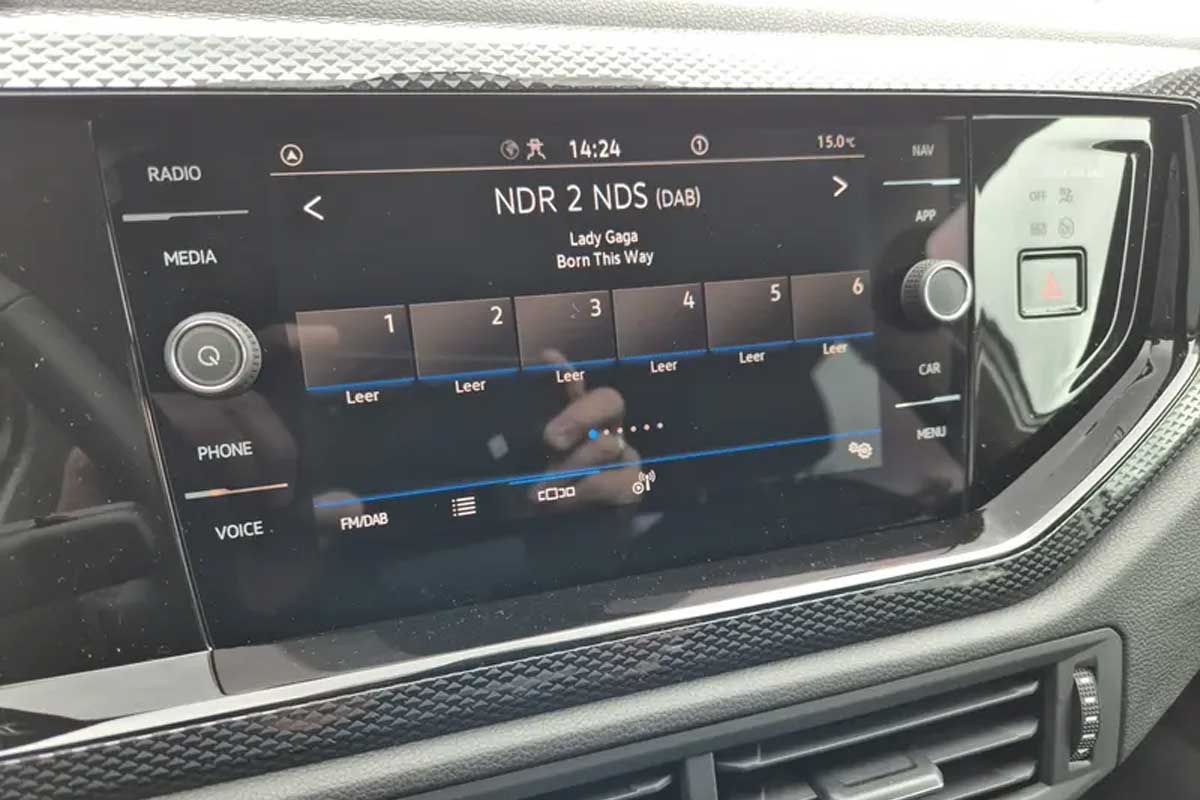 RADIO
MEDIA
PHONE
VOICE
14:24
1
15.0°C
NDR 2 NDS (DAB)
Lady Gaga
Born This Way
1
2
3
4
5
6
Leer
Leer
Leer
Leer
Leer
Leer
FM/DAB
NAV
APP
CAR
MENU
OFF